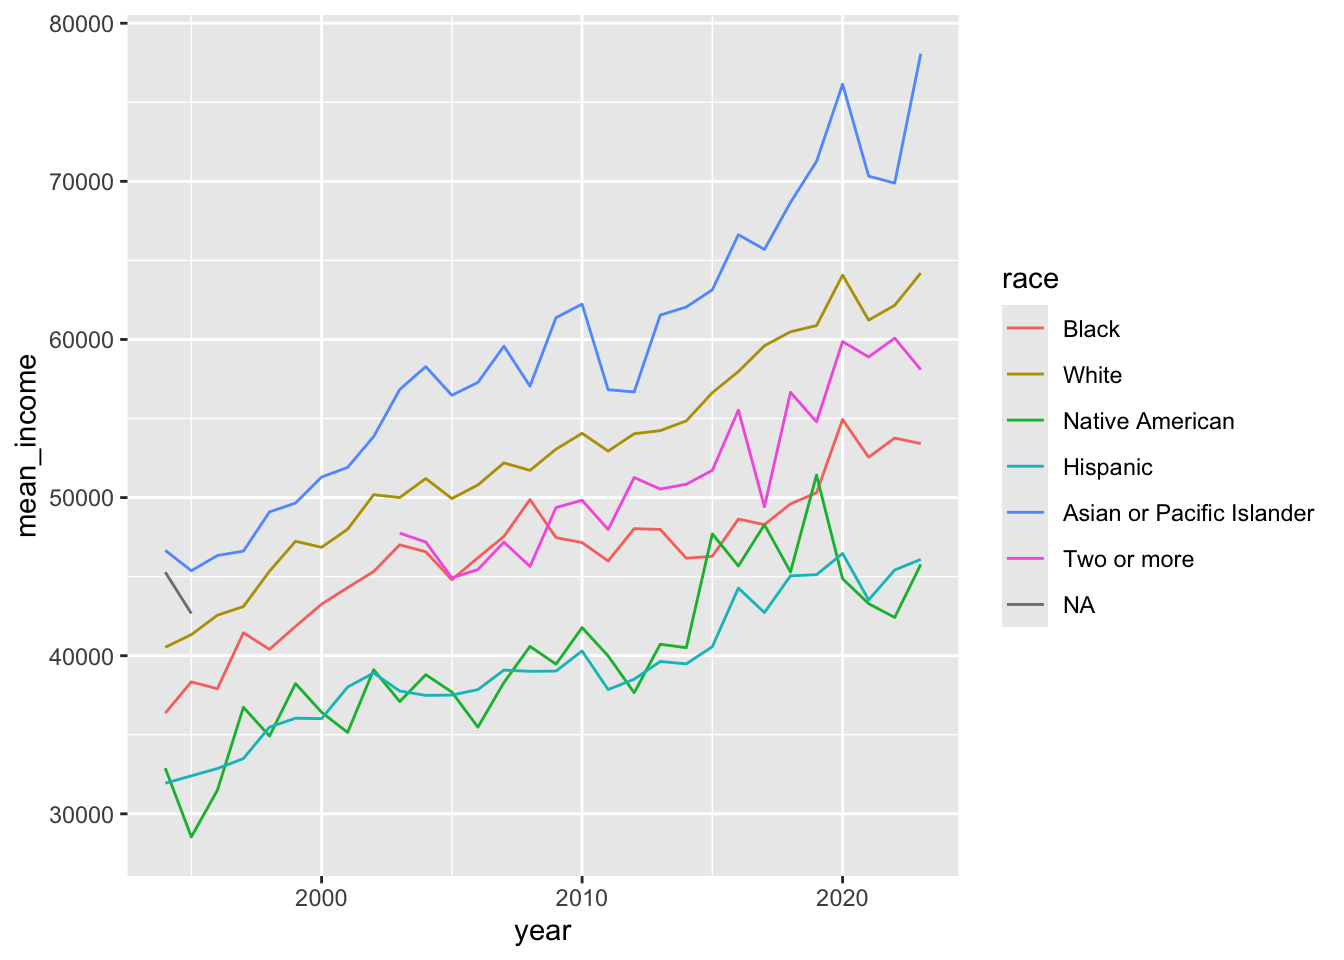 80000
70000
60000
50000
40000
30000
mean_income
2000
2010
2020
year
race
Black
White
Native American
Hispanic
Asian or Pacific Islander
Two or more
NA